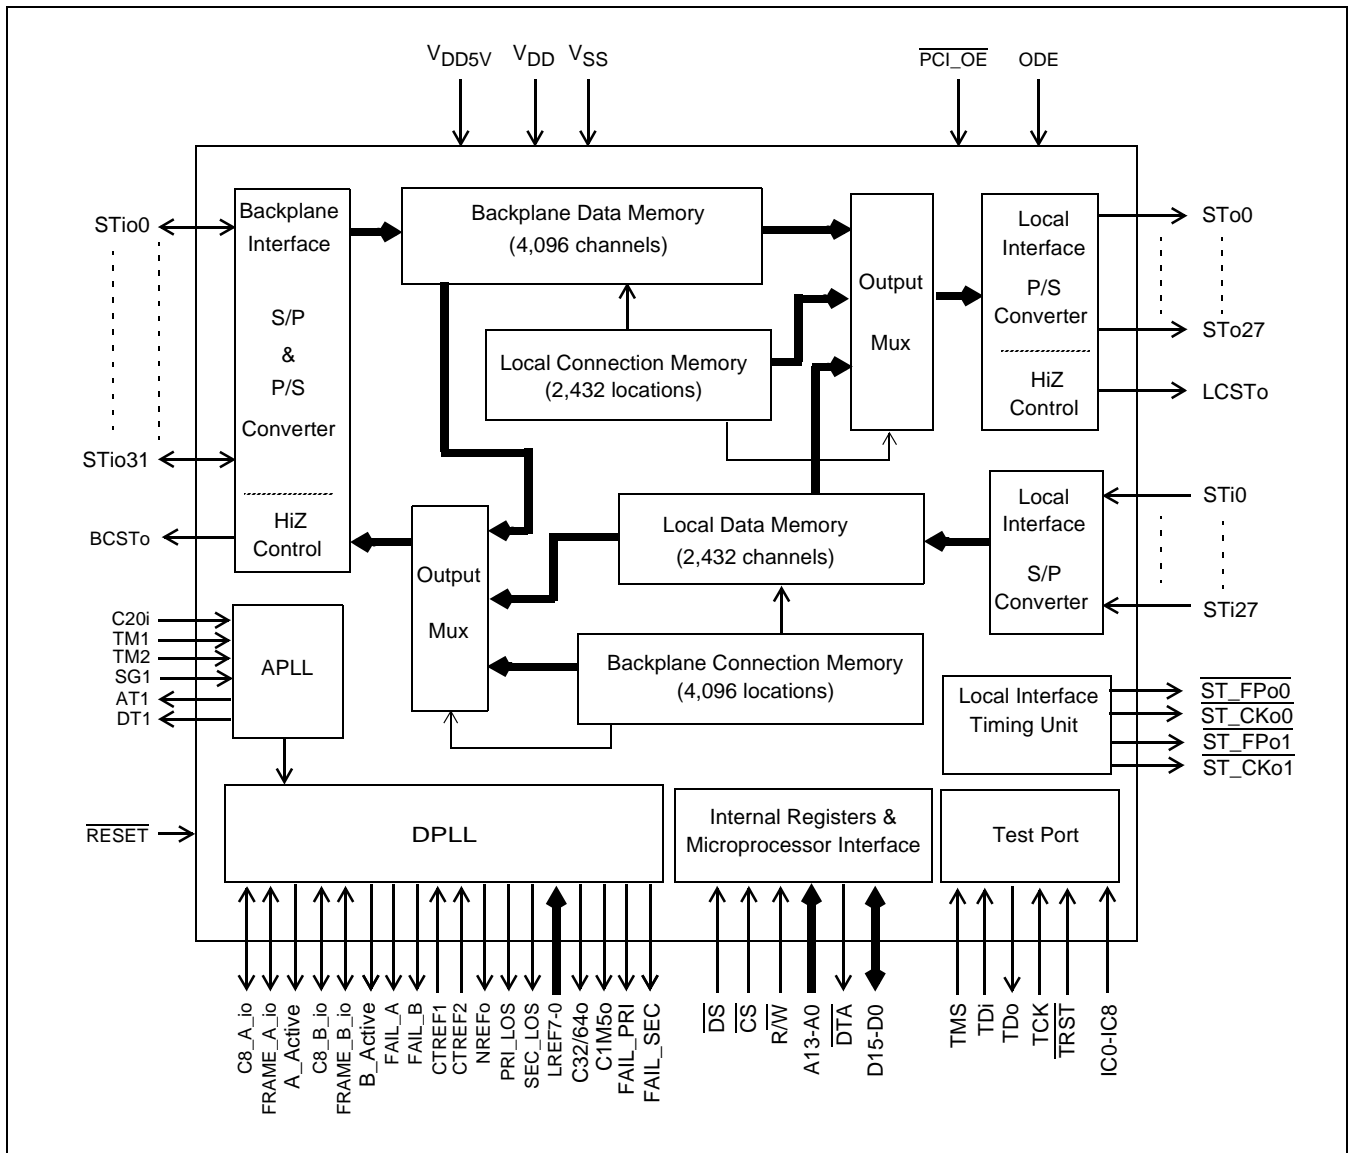 VDD5V VDD VSS PCI_OE ODE
STio0
STio31
BCSTo
Backplane
Interface
S/P
&
P/S
Converter
HiZ
Control
Backplane Data Memory
(4,096 channels)
Local Connection Memory
(2,432 locations)
Output
Mux
Local
Interface
P/S
Converter
HiZ
Control
STo0
STo27
LCSTo
Output
Mux
Local Data Memory
(2,432 channels)
Local
Interface
S/P
Converter
STi0
STi27
Backplane Connection Memory
(4,096 locations)
C20i
TM1
TM2
SG1
AT1
DT1
APLL
Local Interface
Timing Unit
ST_FPo0
ST_CKo0
ST_FPo1
ST_CKo1
RESET
DPLL
Internal Registers &
Microprocessor Interface
Test Port
C8_A_io
FRAME_A_io
A_Active
C8_B_io
FRAME_B_io
B_Active
FAIL_A
FAIL_B
CTREF1
CTREF2
NREFo
PRI_LOS
SEC_LOS
LREF7-0
C32/64o
C1M5o
FAIL_PRI
FAIL_SEC
DS
CS
R/W
A13-A0
DTA
D15-D0
TMS
TDi
TDo
TCK
TRST
IC0-IC8